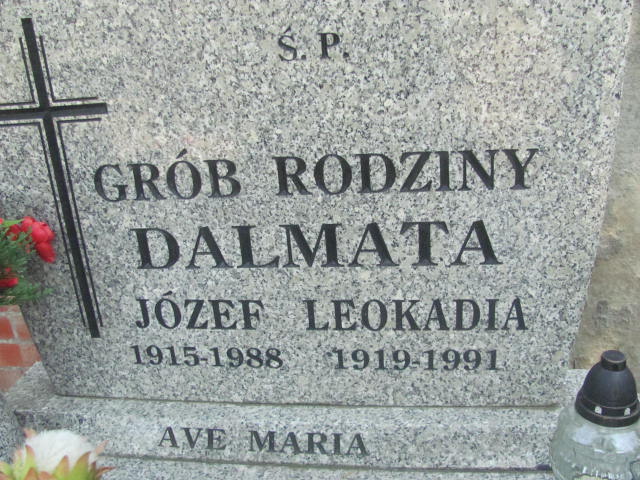 Ś.P.
GRÓB RODZINY
DALMATA
JÓZEF LEOKADIA
1915-1988 1919-1991
AVE MARIA